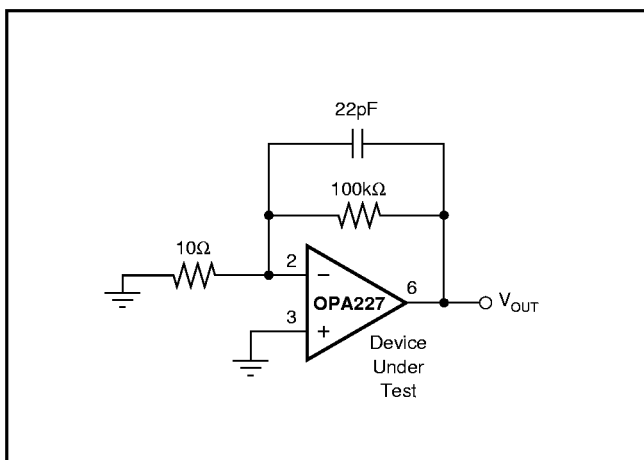 22pF
100kΩ
10Ω
2
−
6
OPA227
VOUT
3
+
Device
Under
Test